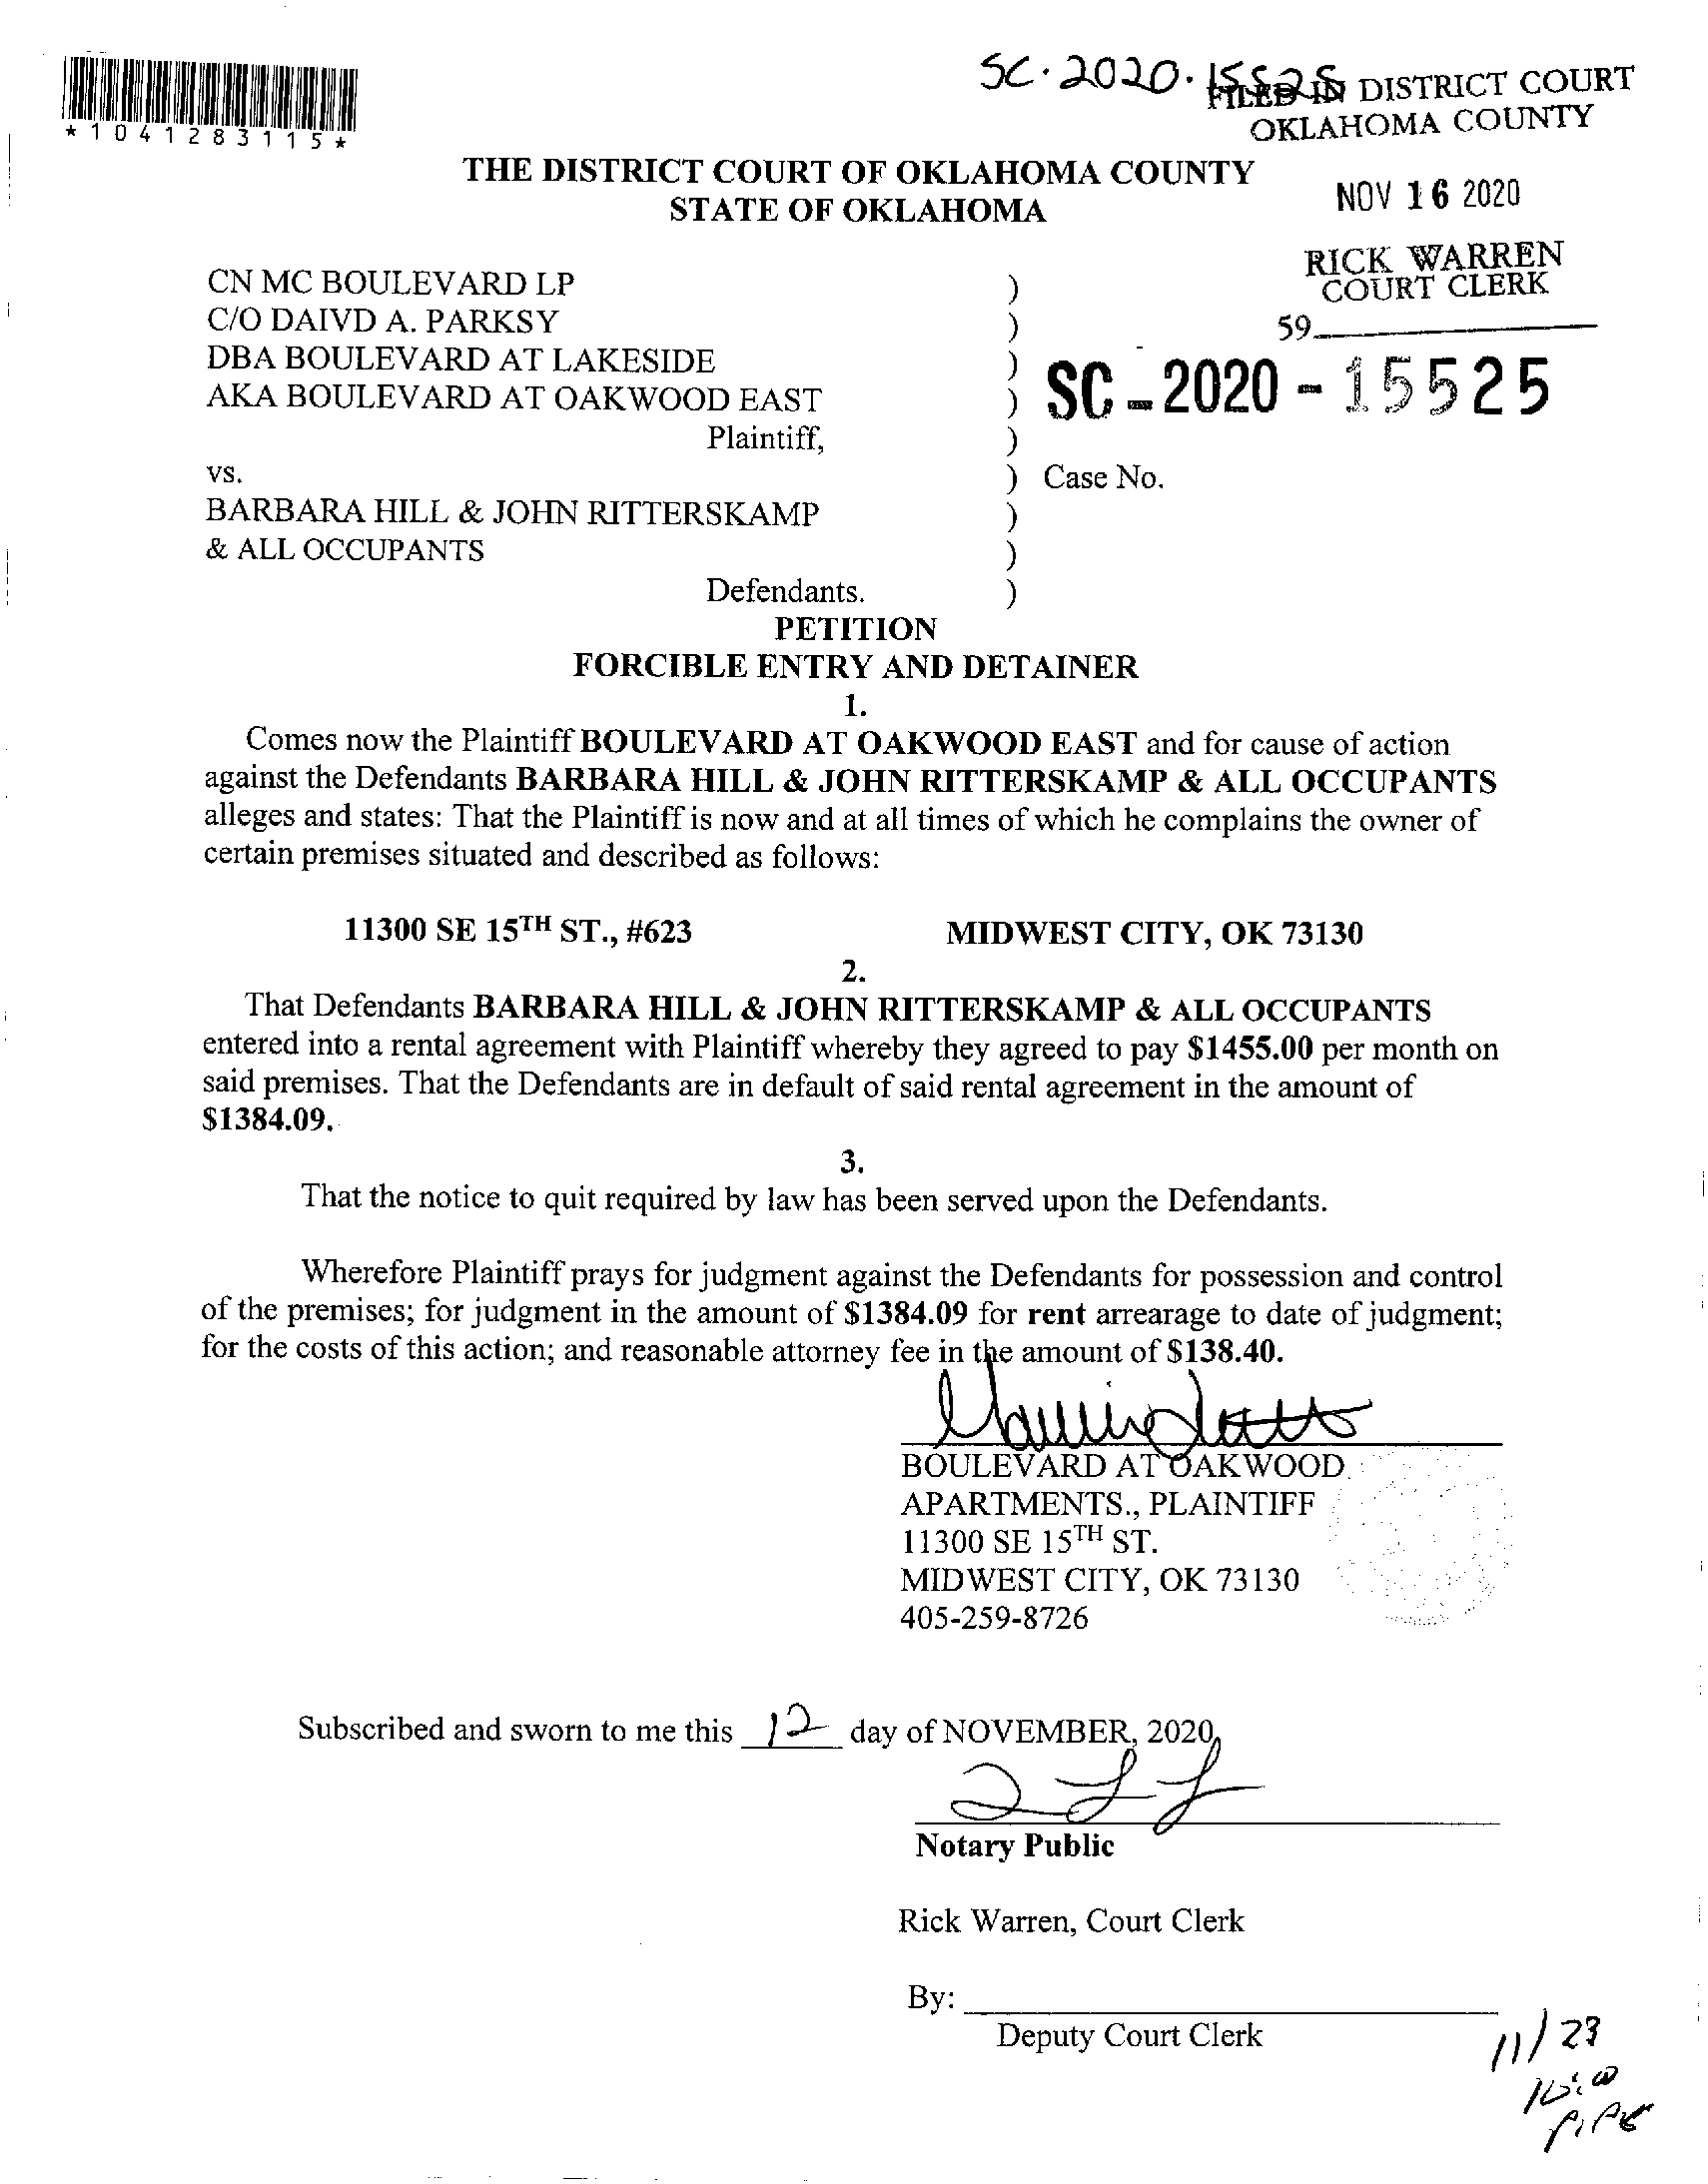 SC·2020·15525
FILED IN DISTRICT COURT
OKLAHOMA COUNTY
*1041283115*
THE DISTRICT COURT OF OKLAHOMA COUNTY
STATE OF OKLAHOMA
NOV 16 2020
RICK WARREN
COURT CLERK
59
CN MC BOULEVARD LP )
C/O DAIVD A. PARKSY )
DBA BOULEVARD AT LAKESIDE )
AKA BOULEVARD AT OAKWOOD EAST ) SC-2020-15525
Plaintiff, )
vs. ) Case No.
BARBARA HILL & JOHN RITTERSKAMP )
& ALL OCCUPANTS )
Defendants. )
PETITION
FORCIBLE ENTRY AND DETAINER
1.
Comes now the Plaintiff BOULEVARD AT OAKWOOD EAST and for cause of action
against the Defendants BARBARA HILL & JOHN RITTERSKAMP & ALL OCCUPANTS
alleges and states: That the Plaintiff is now and at all times of which he complains the owner of
certain premises situated and described as follows:
11300 SE 15TH ST., #623 MIDWEST CITY, OK 73130
2.
That Defendants BARBARA HILL & JOHN RITTERSKAMP & ALL OCCUPANTS
entered into a rental agreement with Plaintiff whereby they agreed to pay $1455.00 per month on
said premises. That the Defendants are in default of said rental agreement in the amount of
$1384.09.
3.
That the notice to quit required by law has been served upon the Defendants.
Wherefore Plaintiff prays for judgment against the Defendants for possession and control
of the premises; for judgment in the amount of $1384.09 for rent arrearage to date of judgment;
for the costs of this action; and reasonable attorney fee in the amount of $138.40.
BOULEVARD AT OAKWOOD
APARTMENTS., PLAINTIFF
11300 SE 15TH ST.
MIDWEST CITY, OK 73130
405-259-8726
Subscribed and sworn to me this 12 day of NOVEMBER, 2020,
Notary Public
Rick Warren, Court Clerk
By:
Deputy Court Clerk
11/23